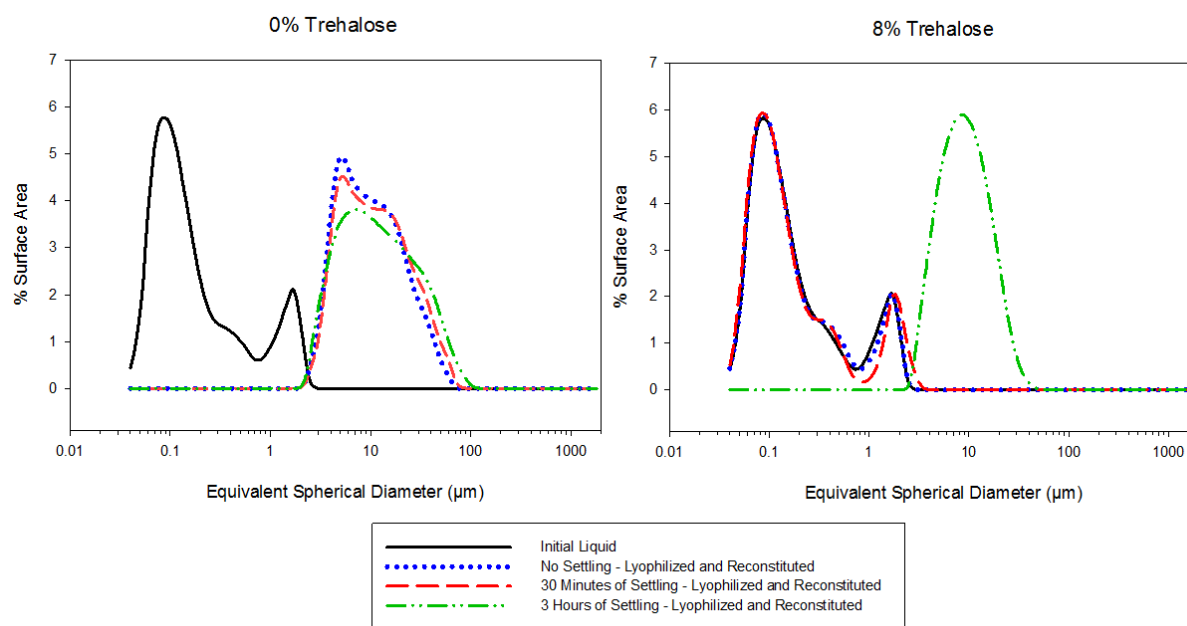 0% Trehalose
7
6
5
4
3
2
1
0
% Surface Area
0.01 0.1 1 10 100 1000
Equivalent Spherical Diameter (µm)
8% Trehalose
7
6
5
4
3
2
1
0
% Surface Area
0.01 0.1 1 10 100 1000
Equivalent Spherical Diameter (µm)
Initial Liquid
No Settling - Lyophilized and Reconstituted
30 Minutes of Settling - Lyophilized and Reconstituted
3 Hours of Settling - Lyophilized and Reconstituted